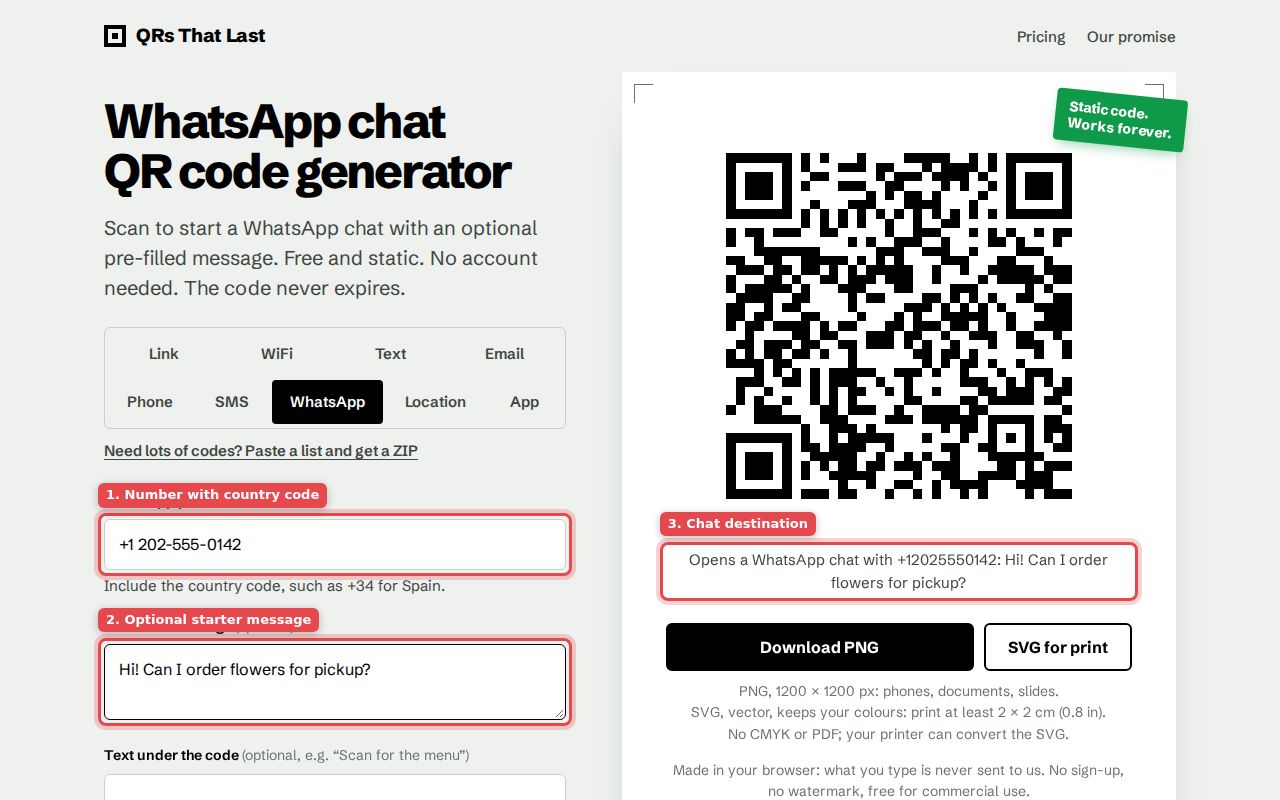 QRs That Last
Pricing
Our promise
WhatsApp chat
QR code generator
Scan to start a WhatsApp chat with an optional
pre-filled message. Free and static. No account
needed. The code never expires.
Link
WiFi
Text
Email
Phone
SMS
WhatsApp
Location
App
Need lots of codes? Paste a list and get a ZIP
1. Number with country code
+1 202-555-0142
Include the country code, such as +34 for Spain.
2. Optional starter message
Hi! Can I order flowers for pickup?
Text under the code (optional, e.g. “Scan for the menu”)
Static code.
Works forever.
3. Chat destination
Opens a WhatsApp chat with +12025550142: Hi! Can I order
flowers for pickup?
Download PNG
SVG for print
PNG, 1200 × 1200 px: phones, documents, slides.
SVG, vector, keeps your colours: print at least 2 × 2 cm (0.8 in).
No CMYK or PDF; your printer can convert the SVG.
Made in your browser: what you type is never sent to us. No sign-up,
no watermark, free for commercial use.